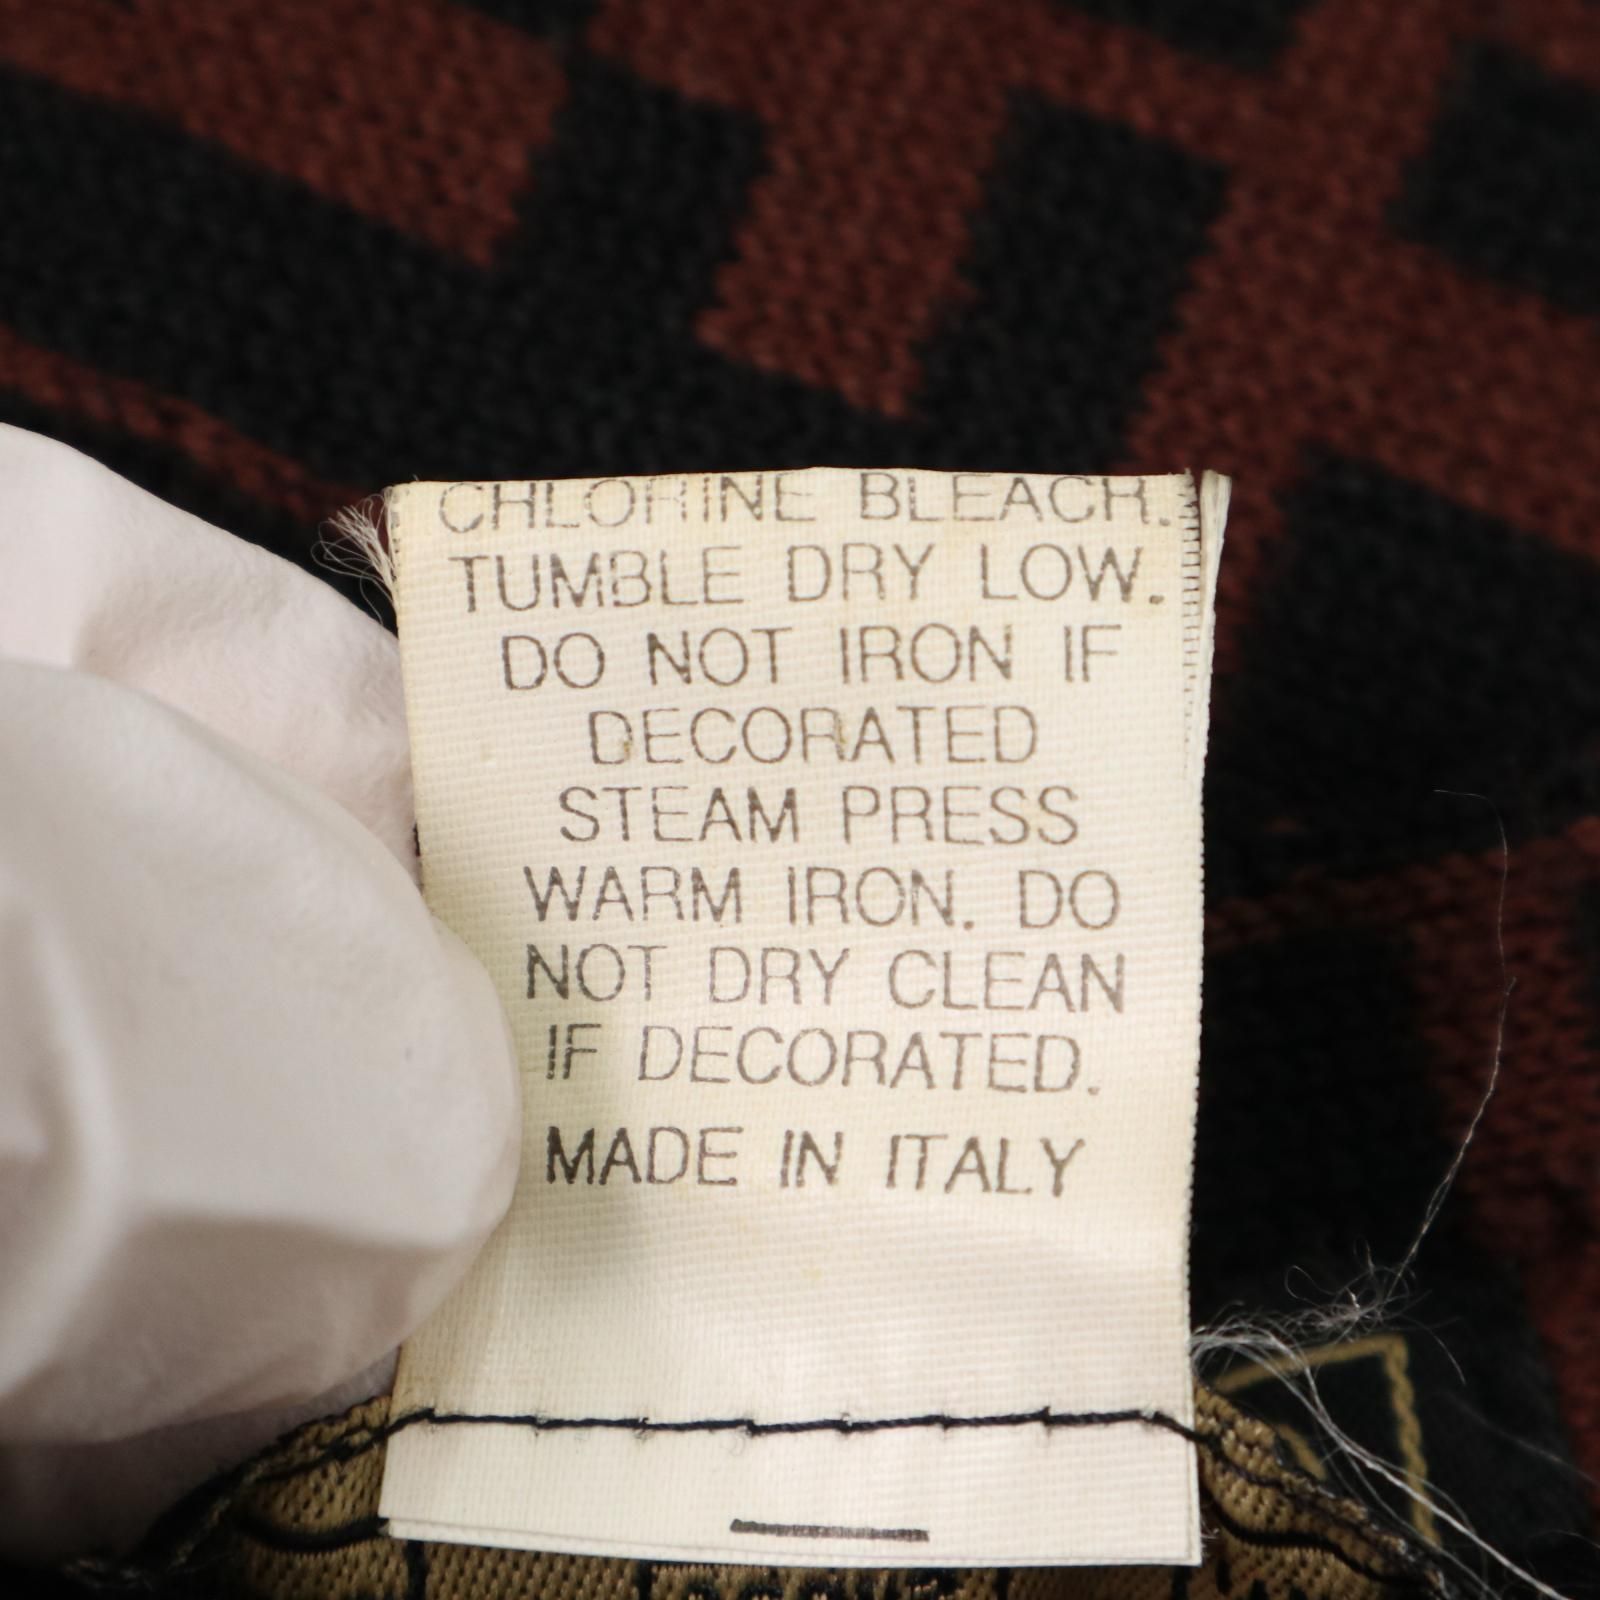 CHLORINE BLEACH.
TUMBLE DRY LOW.
DO NOT IRON IF
DECORATED
STEAM PRESS
WARM IRON. DO
NOT DRY CLEAN
IF DECORATED.
MADE IN ITALY